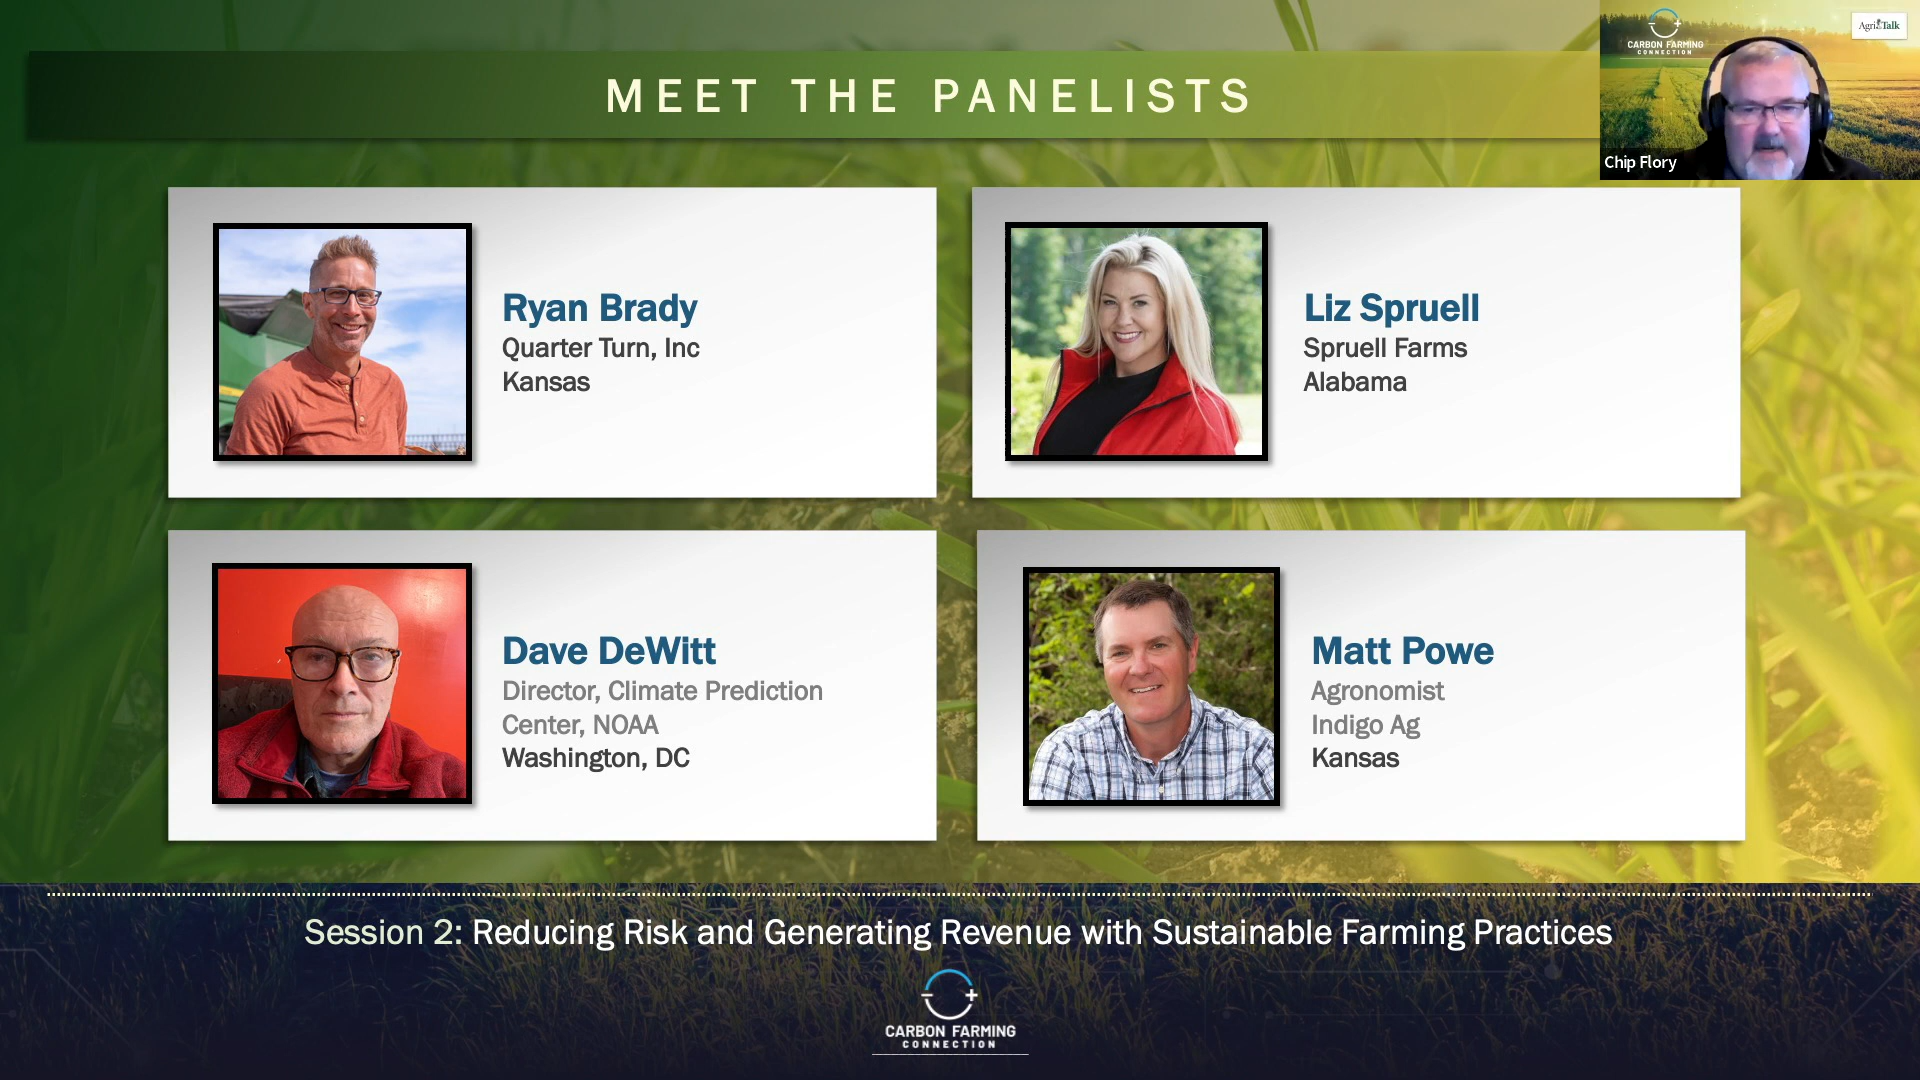 MEET THE PANELISTS
CARBON FARMING
CONNECTION
AgriTalk
Chip Flory
Ryan Brady
Quarter Turn, Inc
Kansas
Liz Spruell
Spruell Farms
Alabama
Dave DeWitt
Director, Climate Prediction
Center, NOAA
Washington, DC
Matt Powe
Agronomist
Indigo Ag
Kansas
Session 2: Reducing Risk and Generating Revenue with Sustainable Farming Practices
CARBON FARMING
CONNECTION